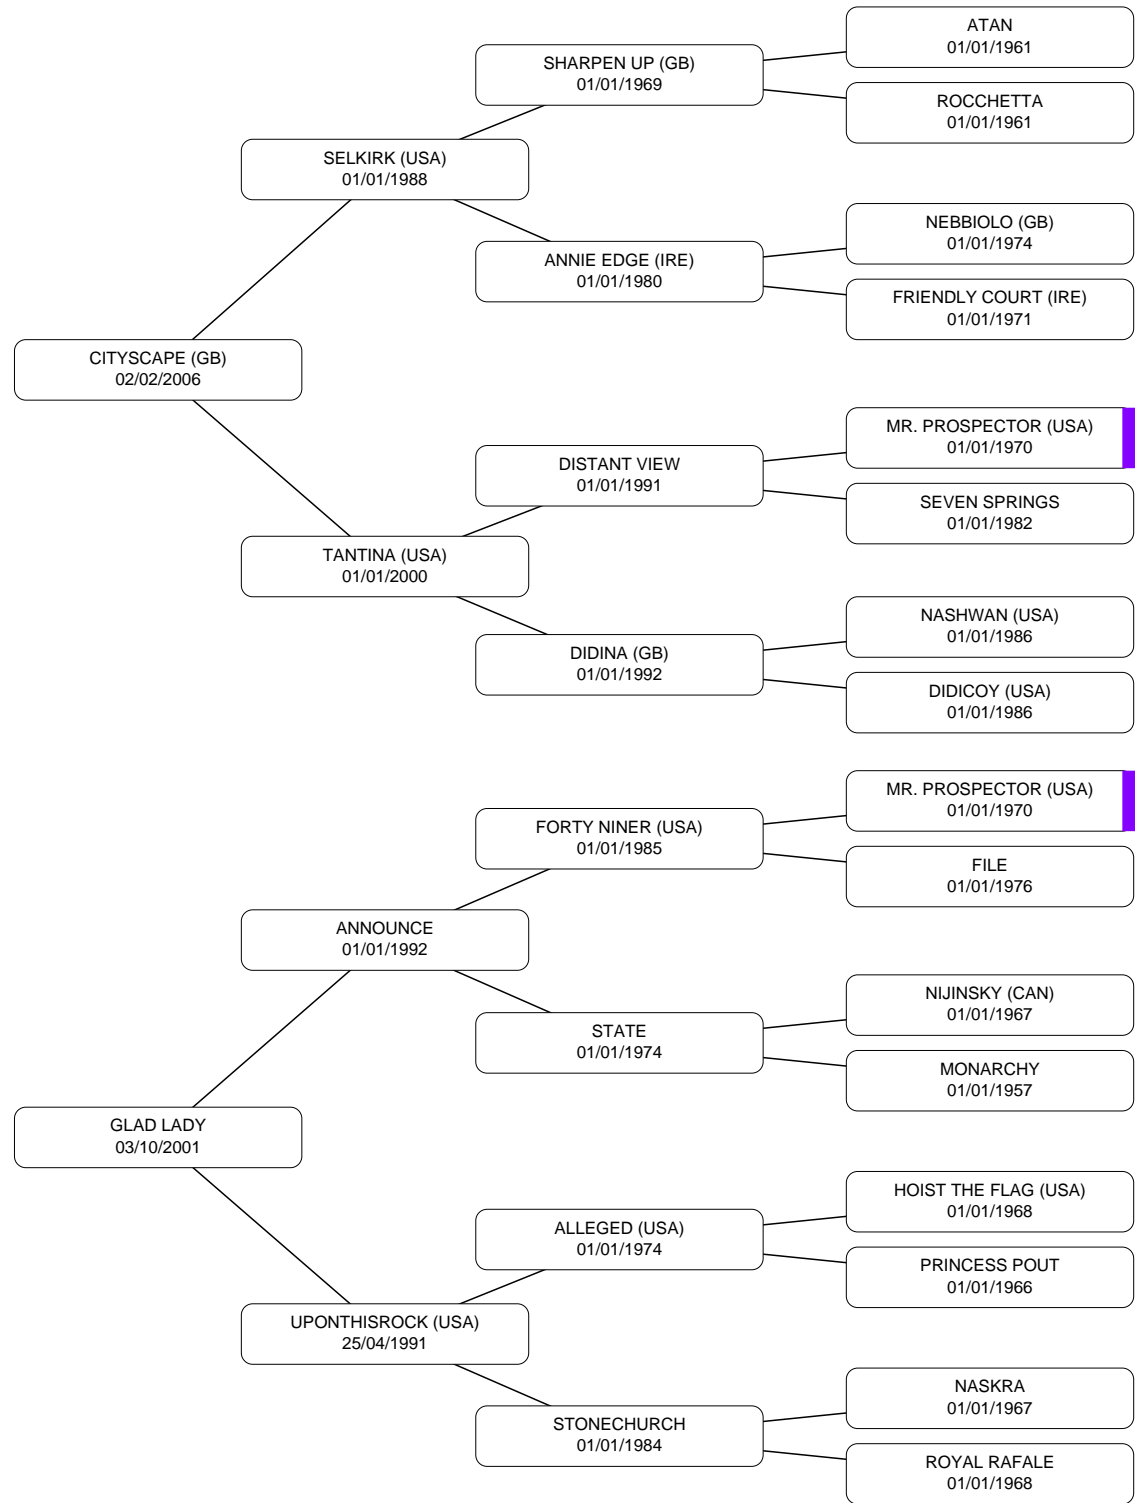 ATAN
01/01/1961
SHARPEN UP (GB)
01/01/1969
ROCCHETTA
01/01/1961
SELKIRK (USA)
01/01/1988
NEBBIOLO (GB)
01/01/1974
ANNIE EDGE (IRE)
01/01/1980
FRIENDLY COURT (IRE)
01/01/1971
CITYSCAPE (GB)
02/02/2006
MR. PROSPECTOR (USA)
01/01/1970
DISTANT VIEW
01/01/1991
SEVEN SPRINGS
01/01/1982
TANTINA (USA)
01/01/2000
NASHWAN (USA)
01/01/1986
DIDINA (GB)
01/01/1992
DIDICOY (USA)
01/01/1986
MR. PROSPECTOR (USA)
01/01/1970
FORTY NINER (USA)
01/01/1985
FILE
01/01/1976
ANNOUNCE
01/01/1992
NIJINSKY (CAN)
01/01/1967
STATE
01/01/1974
MONARCHY
01/01/1957
GLAD LADY
03/10/2001
HOIST THE FLAG (USA)
01/01/1968
ALLEGED (USA)
01/01/1974
PRINCESS POUT
01/01/1966
UPONTHISROCK (USA)
25/04/1991
NASKRA
01/01/1967
STONECHURCH
01/01/1984
ROYAL RAFALE
01/01/1968